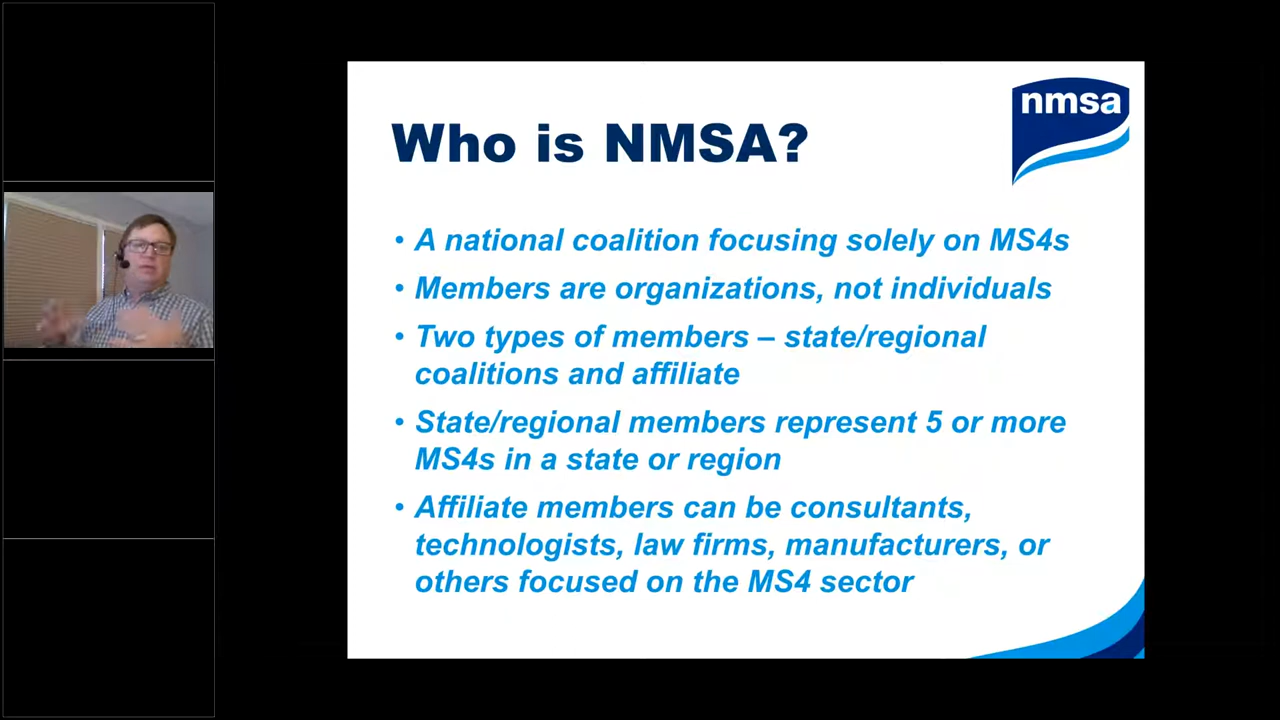 nmsa
Who is NMSA?
• A national coalition focusing solely on MS4s
• Members are organizations, not individuals
• Two types of members – state/regional
coalitions and affiliate
• State/regional members represent 5 or more
MS4s in a state or region
• Affiliate members can be consultants,
technologists, law firms, manufacturers, or
others focused on the MS4 sector